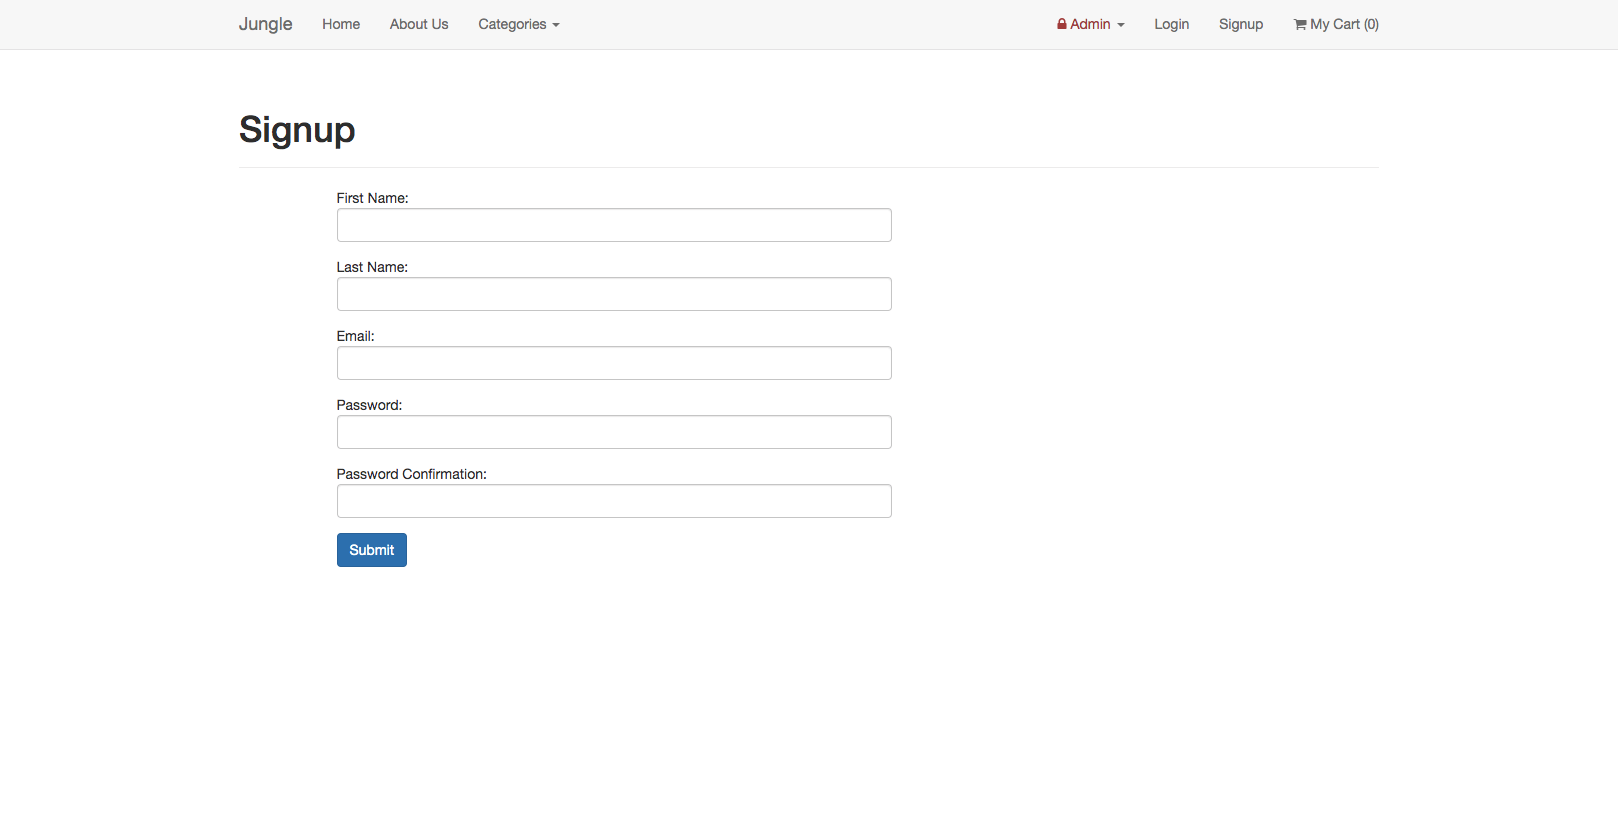 Jungle Home About Us Categories Admin Login Signup My Cart (0)
Signup
First Name:
Last Name:
Email:
Password:
Password Confirmation:
Submit